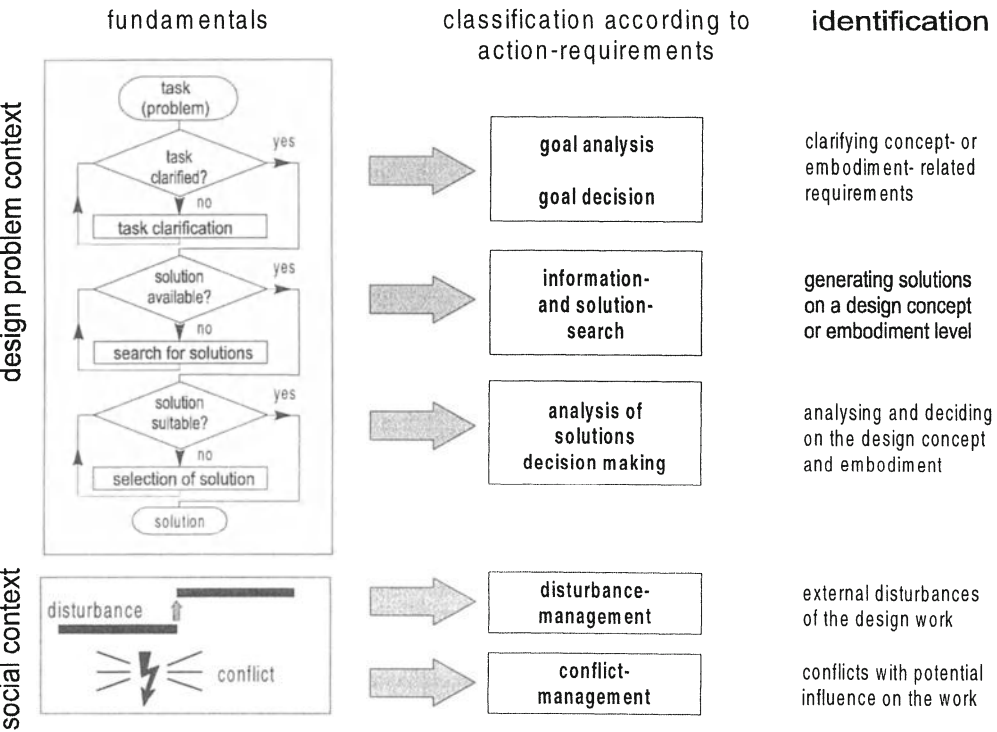 fundamentals
classification according to
action-requirements
identification
design problem context
task
(problem)
yes
task
clarified?
no
task clarification
goal analysis
goal decision
clarifying concept- or
embodiment- related
requirements
yes
solution
available?
no
search for solutions
information-
and solution-
search
generating solutions
on a design concept
or embodiment level
yes
solution
suitable?
no
selection of solution
solution
analysis of
solutions
decision making
analysing and deciding
on the design concept
and embodiment
social context
disturbance
disturbance-
management
external disturbances
of the design work
conflict
conflict-
management
conflicts with potential
influence on the work